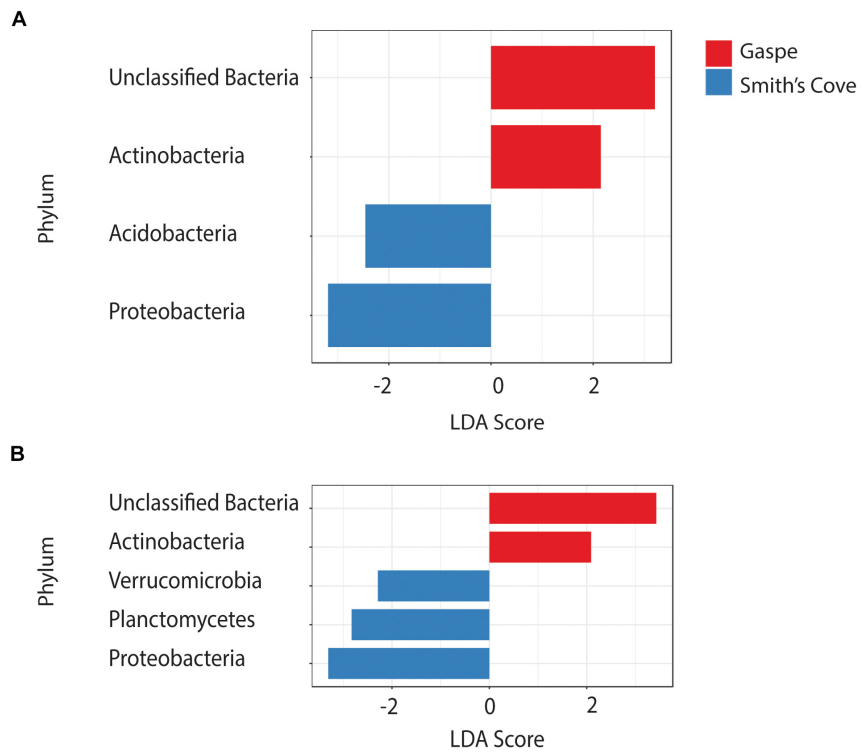 A
Gaspe
Smith's Cove
Unclassified Bacteria
Actinobacteria
Acidobacteria
Proteobacteria
Phylum
-2 0 2
LDA Score
B
Unclassified Bacteria
Actinobacteria
Verrucomicrobia
Planctomycetes
Proteobacteria
Phylum
-2 0 2
LDA Score